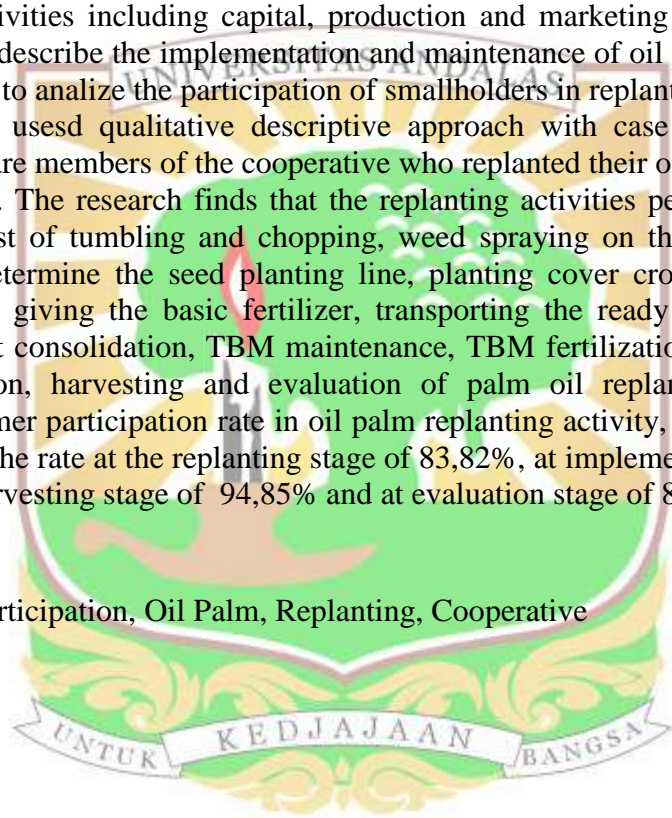 ivities including capital, production and marketing
describe the implementation and maintenance of oil
UNIVERSITAS ANDALAS
to analize the participation of smallholders in replant
usesd qualitative descriptive approach with case
are members of the cooperative who replanted their o
. The research finds that the replanting activities pe
st of tumbling and chopping, weed spraying on th
etermine the seed planting line, planting cover cro
giving the basic fertilizer, transporting the ready
t consolidation, TBM maintenance, TBM fertilizatio
on, harvesting and evaluation of palm oil replan
ner participation rate in oil palm replanting activity,
he rate at the replanting stage of 83,82%, at impleme
rvesting stage of 94,85% and at evaluation stage of 8
rticipation, Oil Palm, Replanting, Cooperative
UNTUK KEDJAJAAN BANGSA